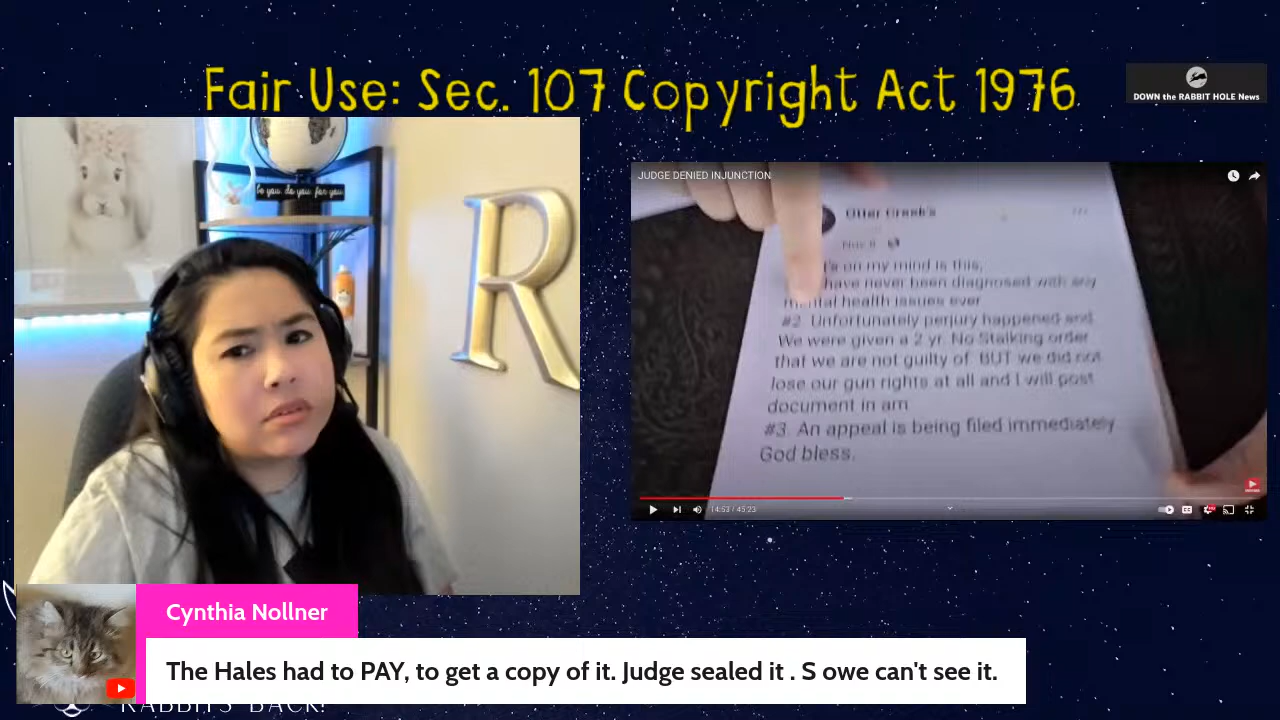 Fair Use: Sec. 107 Copyright Act 1976
DOWN the RABBIT HOLE News
be you. do you. for you.
R
JUDGE DENIED INJUNCTION
Otter Creek's
Nov 8
t's on my mind is this,
have never been diagnosed with any
mental health issues ever
#2. Unfortunately perjury happened and
We were given a 2 yr. No Stalking order
that we are not guilty of. BUT we did not
lose our gun rights at all and I will post
document in am
#3. An appeal is being filed immediately
God bless.
14:53 / 45:23
Cynthia Nollner
The Hales had to PAY, to get a copy of it. Judge sealed it . S owe can't see it.
RABBITS BACK!